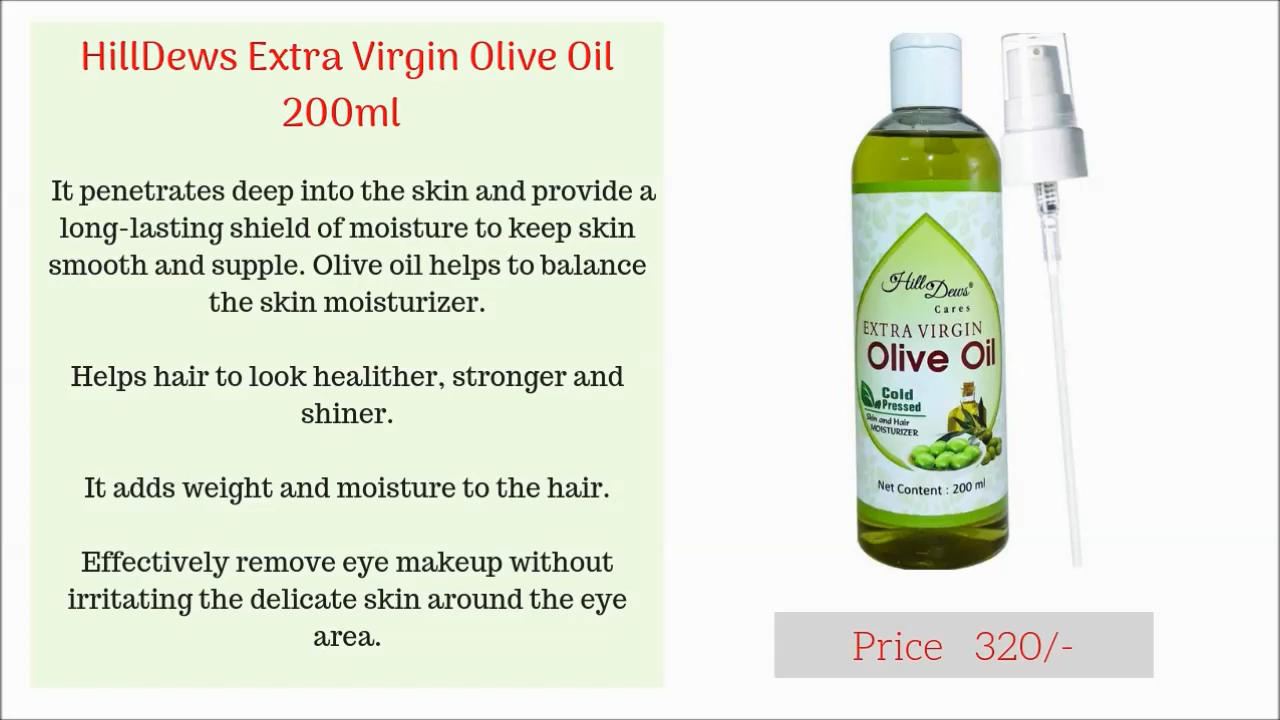 HillDews Extra Virgin Olive Oil
200ml
It penetrates deep into the skin and provide a
long-lasting shield of moisture to keep skin
smooth and supple. Olive oil helps to balance
the skin moisturizer.
Helps hair to look healither, stronger and
shiner.
It adds weight and moisture to the hair.
Effectively remove eye makeup without
irritating the delicate skin around the eye
area.
Hill Dews®
Cares
EXTRA VIRGIN
Olive Oil
Cold
Pressed
Skin and Hair
MOISTURIZER
Net Content : 200 ml
Price 320/-